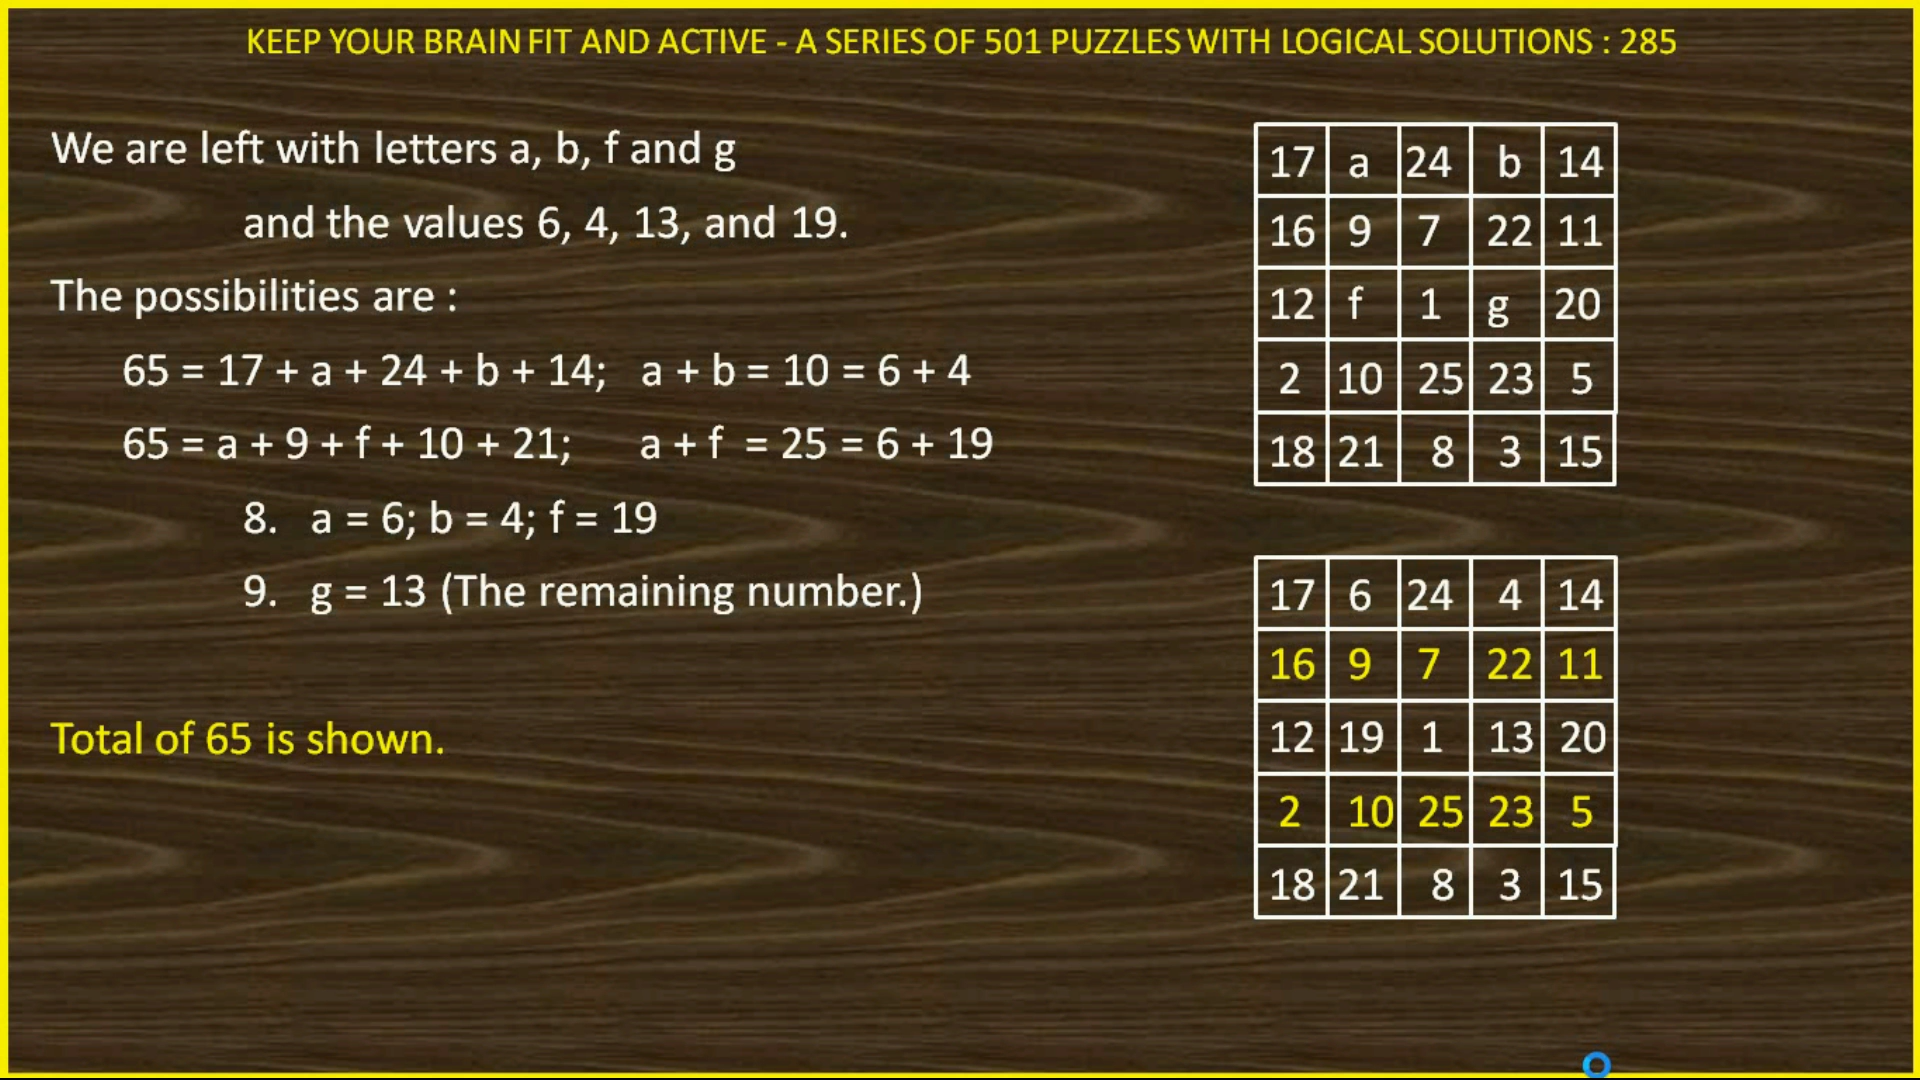 KEEP YOUR BRAIN FIT AND ACTIVE - A SERIES OF 501 PUZZLES WITH LOGICAL SOLUTIONS : 285
We are left with letters a, b, f and g
and the values 6, 4, 13, and 19.
The possibilities are :
65 = 17 + a + 24 + b + 14; a + b = 10 = 6 + 4
65 = a + 9 + f + 10 + 21; a + f = 25 = 6 + 19
8. a = 6; b = 4; f = 19
9. g = 13 (The remaining number.)
Total of 65 is shown.
17 a 24 b 14
16 9 7 22 11
12 f 1 g 20
2 10 25 23 5
18 21 8 3 15
17 6 24 4 14
16 9 7 22 11
12 19 1 13 20
2 10 25 23 5
18 21 8 3 15